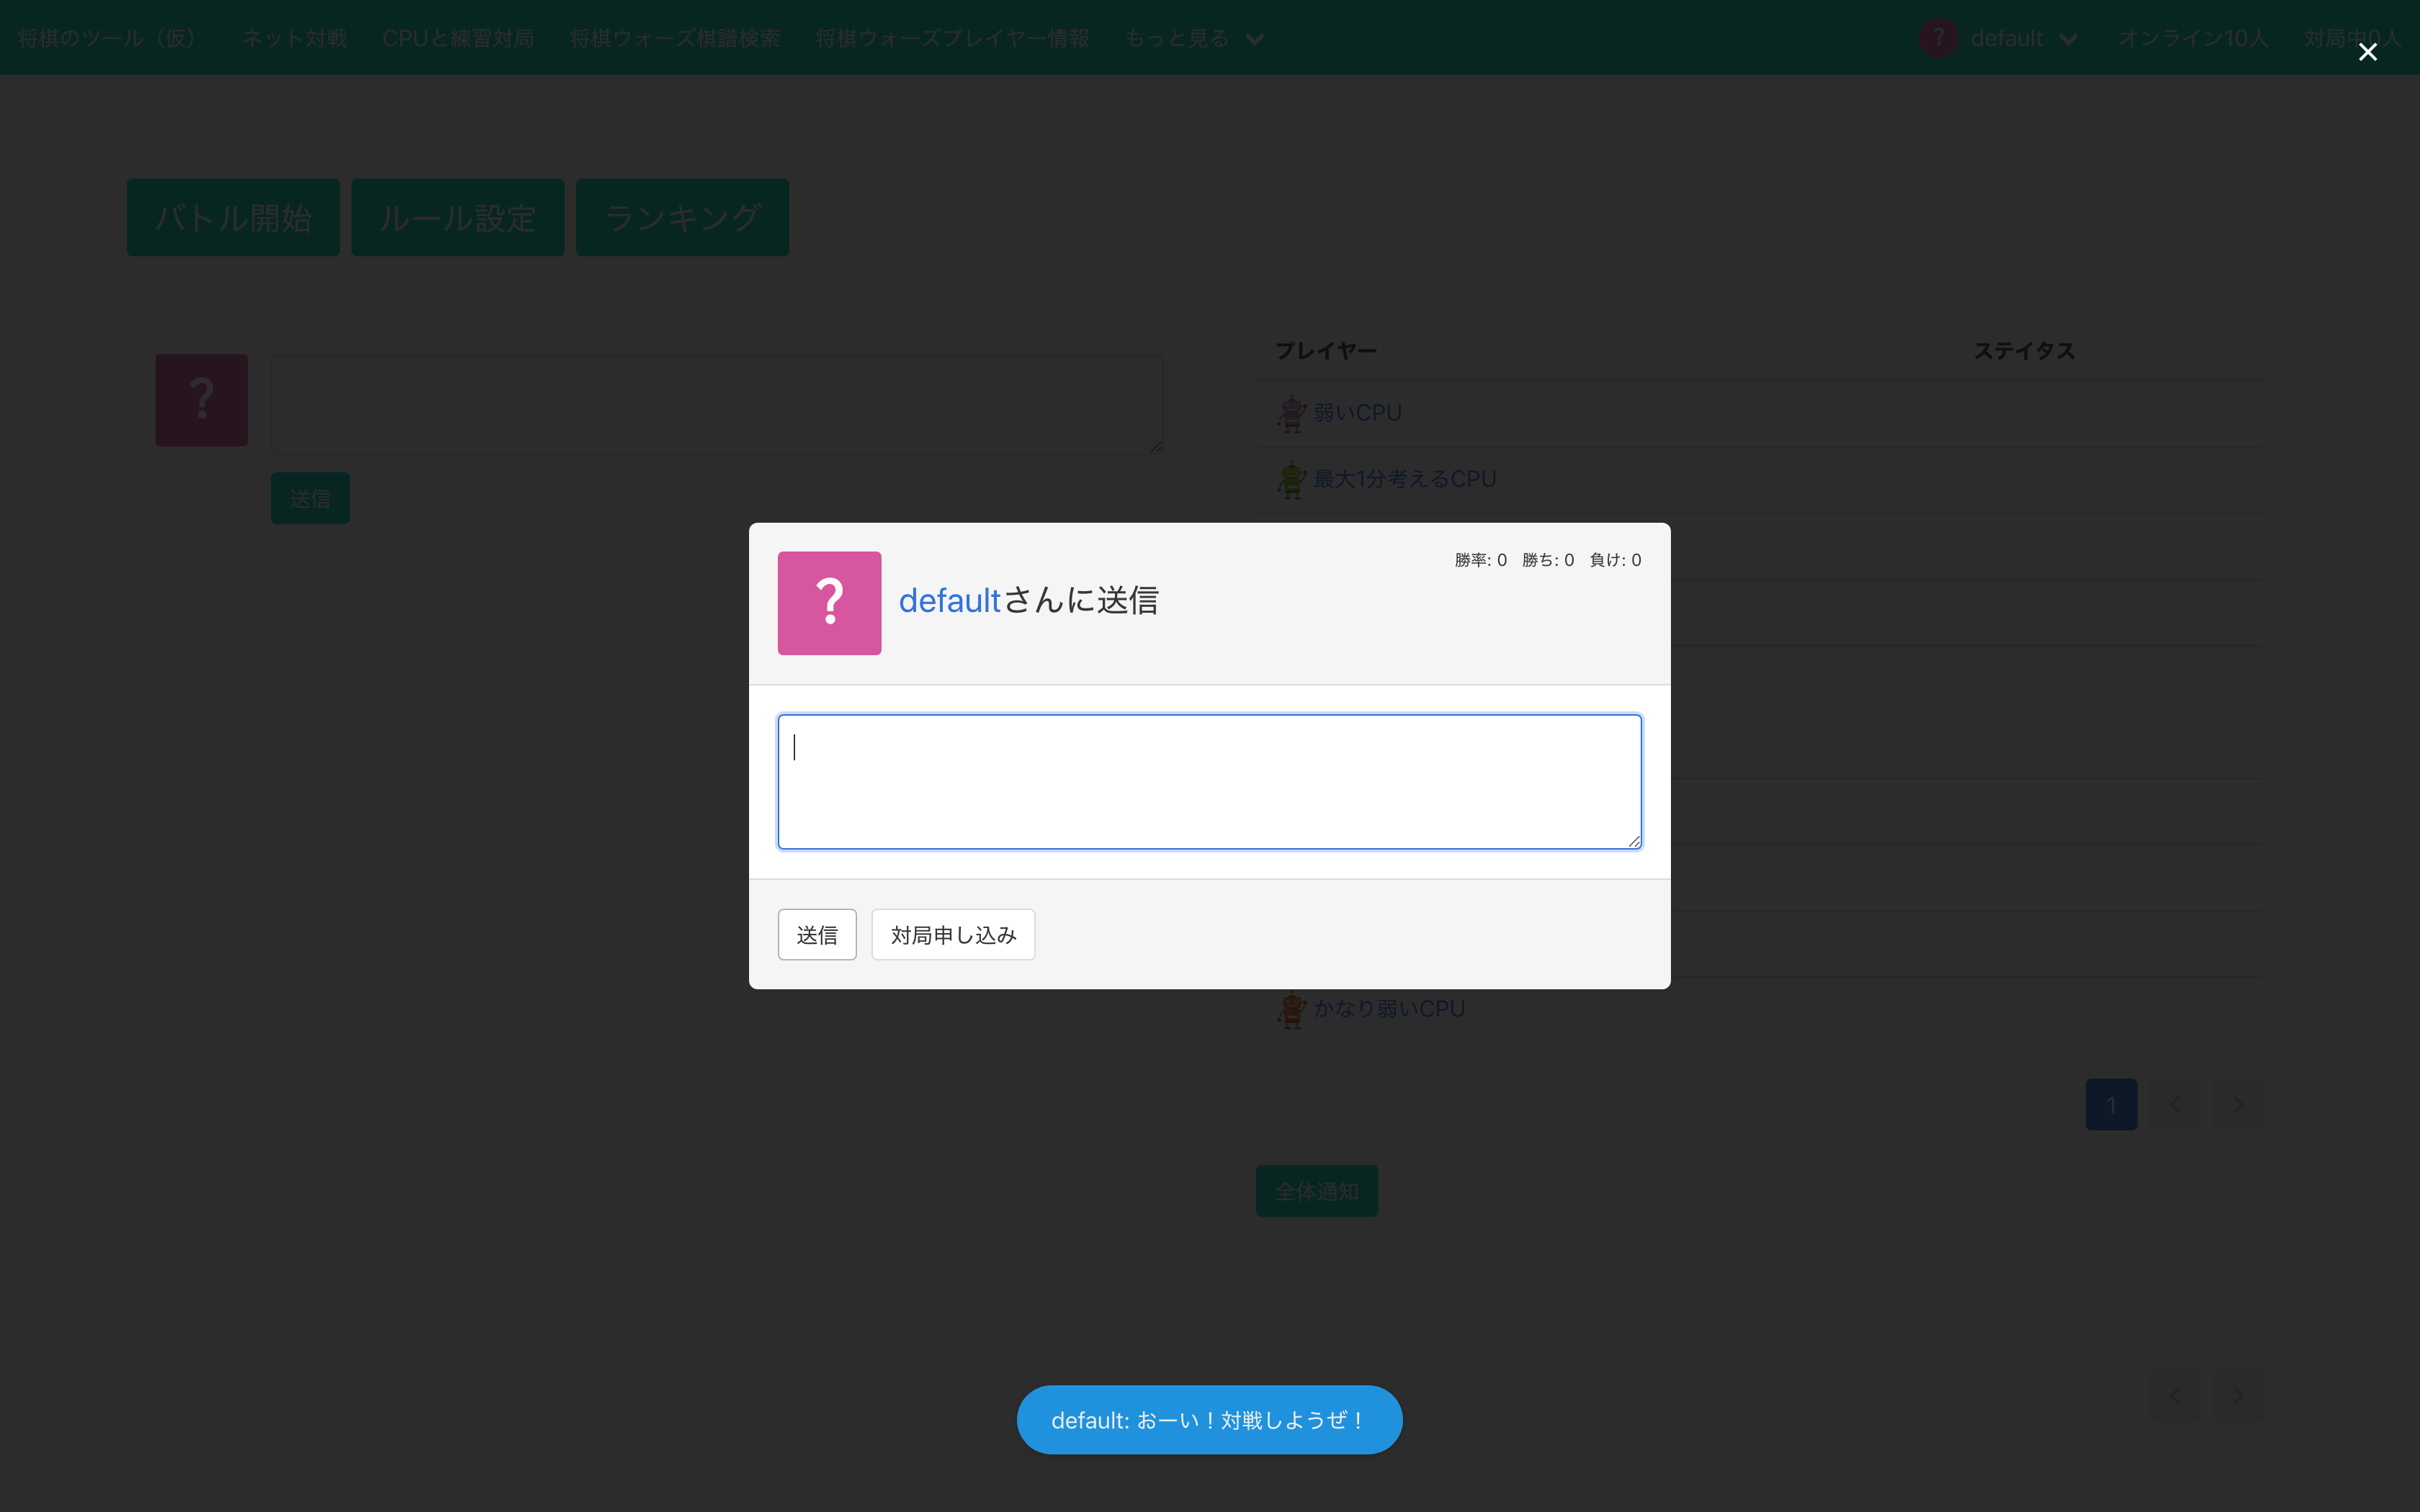 将棋のツール（仮） ネット対戦 CPUと練習対局 将棋ウォーズ棋譜検索 将棋ウォーズプレイヤー情報 もっと見る ? default オンライン10人 対局中0人
バトル開始 ルール設定 ランキング
プレイヤー ステイタス
?
弱いCPU
最大1分考えるCPU
送信
勝率: 0 勝ち: 0 負け: 0
? defaultさんに送信
送信 対局申し込み
かなり弱いCPU
1
全体通知
default: おーい！対戦しようぜ！